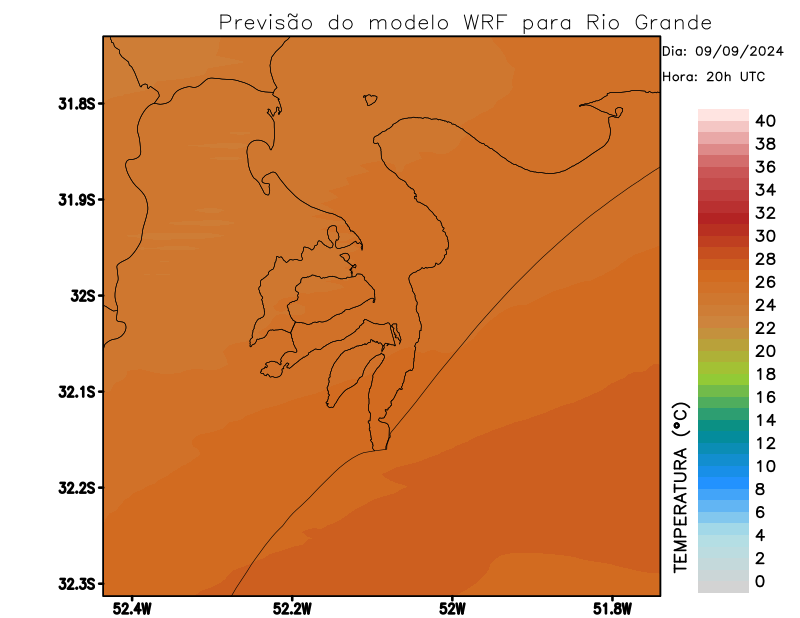 Previsão do modelo WRF para Rio Grande
Dia: 09/09/2024
Hora: 20h UTC
31.8S
31.9S
32S
32.1S
32.2S
32.3S
52.4W
52.2W
52W
51.8W
TEMPERATURA (°C)
40
38
36
34
32
30
28
26
24
22
20
18
16
14
12
10
8
6
4
2
0